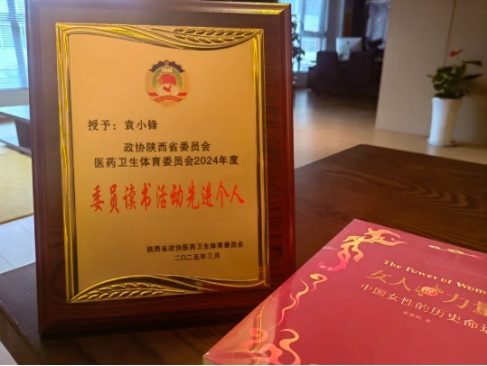 授予：袁小锋
政协陕西省委员会
医药卫生体育委员会2024年度
委员读书活动先进个人
陕西省政协医药卫生体育委员会
二〇二五年三月
The Power of Wom
女人 力量
中国女性的历史命运